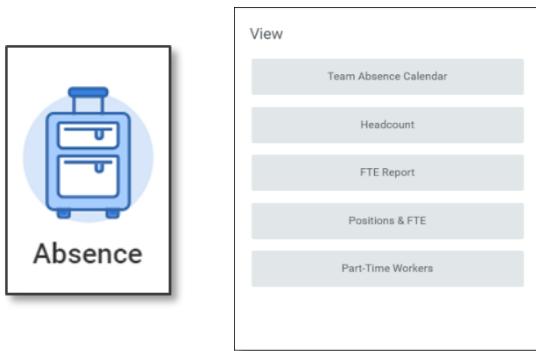 Absence
View
Team Absence Calendar
Headcount
FTE Report
Positions & FTE
Part-Time Workers